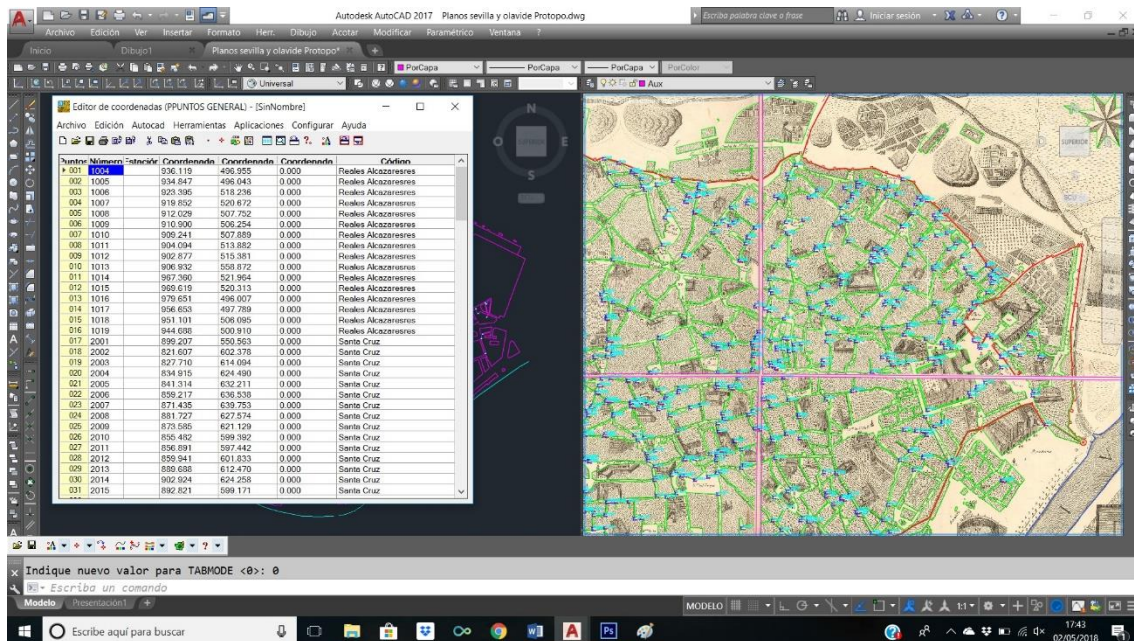 Autodesk AutoCAD 2017 Planos sevilla y olavide Protopo.dwg
Escriba palabra clave o frase
Iniciar sesión
Archivo Edición Ver Insertar Formato Herr. Dibujo Acotar Modificar Paramétrico Ventana ?
Inicio Dibujo1 Planos sevilla y olavide Protopo*
PorCapa PorCapa PorCapa PorColor
Universal Aux
Editor de coordenadas (PPUNTOS GENERAL) - [SinNombre]
Archivo Edición Autocad Herramientas Aplicaciones Configurar Ayuda
Puntos Número Estación Coordenada Coordenada Coordenada Código
001 1004 936.119 496.955 0.000 Reales Alcazaresres
002 1005 934.847 496.043 0.000 Reales Alcazaresres
003 1006 923.395 518.236 0.000 Reales Alcazaresres
004 1007 919.852 520.672 0.000 Reales Alcazaresres
005 1008 912.029 507.752 0.000 Reales Alcazaresres
006 1009 910.900 506.254 0.000 Reales Alcazaresres
007 1010 909.241 507.889 0.000 Reales Alcazaresres
008 1011 904.094 513.882 0.000 Reales Alcazaresres
009 1012 902.877 515.381 0.000 Reales Alcazaresres
010 1013 906.932 558.872 0.000 Reales Alcazaresres
011 1014 967.360 521.964 0.000 Reales Alcazaresres
012 1015 969.619 520.313 0.000 Reales Alcazaresres
013 1016 979.651 496.007 0.000 Reales Alcazaresres
014 1017 956.653 497.789 0.000 Reales Alcazaresres
015 1018 951.101 506.095 0.000 Reales Alcazaresres
016 1019 944.688 500.910 0.000 Reales Alcazaresres
017 2001 899.207 550.563 0.000 Santa Cruz
018 2002 821.607 602.378 0.000 Santa Cruz
019 2003 827.710 614.094 0.000 Santa Cruz
020 2004 834.915 624.490 0.000 Santa Cruz
021 2005 841.314 632.211 0.000 Santa Cruz
022 2006 859.217 636.538 0.000 Santa Cruz
023 2007 871.435 639.753 0.000 Santa Cruz
024 2008 881.727 627.574 0.000 Santa Cruz
025 2009 873.585 621.129 0.000 Santa Cruz
026 2010 855.482 599.392 0.000 Santa Cruz
027 2011 856.891 597.442 0.000 Santa Cruz
028 2012 859.941 601.833 0.000 Santa Cruz
029 2013 889.688 612.470 0.000 Santa Cruz
030 2014 902.924 624.258 0.000 Santa Cruz
031 2015 892.821 599.171 0.000 Santa Cruz
N
O SUPERIOR E
S
SUPERIOR
Indique nuevo valor para TABMODE <0>: 0
Escriba un comando
Modelo Presentación1 +
MODELO 1:1
Escribe aquí para buscar
17:43
02/05/2018